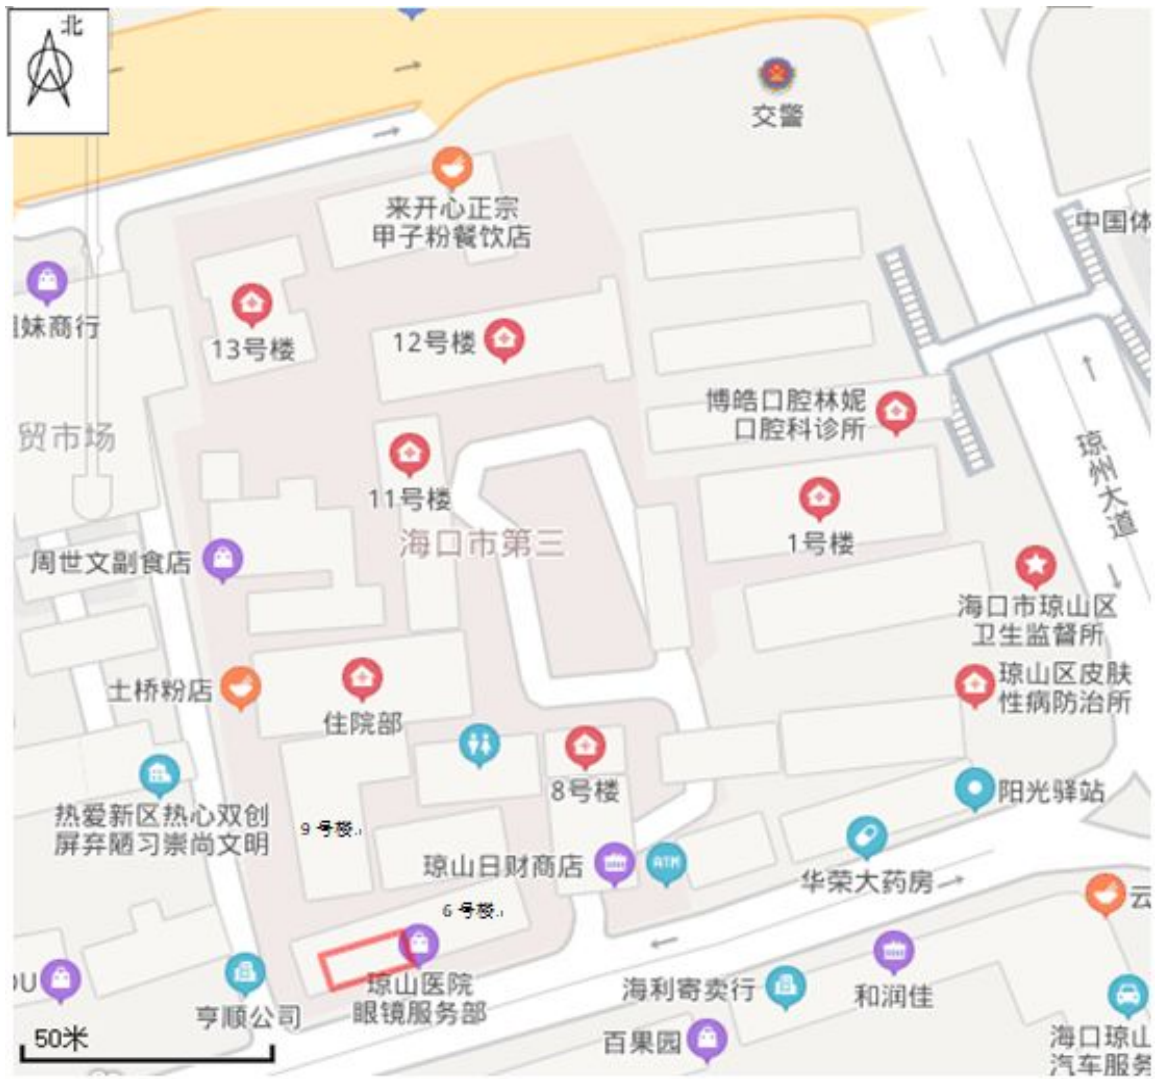 北
交警
来开心正宗
甲子粉餐饮店
中国体
妹商行
13号楼
12号楼
博皓口腔林妮
口腔科诊所
贸市场
琼州大道
11号楼
海口市第三
1号楼
周世文副食店
海口市琼山区
卫生监督所
土桥粉店
住院部
琼山区皮肤
性病防治所
8号楼
阳光驿站
热爱新区热心双创
屏弃陋习崇尚文明
9号楼
琼山日财商店
ATM
华荣大药房
云
6号楼
OU
琼山医院
眼镜服务部
亨顺公司
海利寄卖行
和润佳
50米
百果园
海口琼山
汽车服务